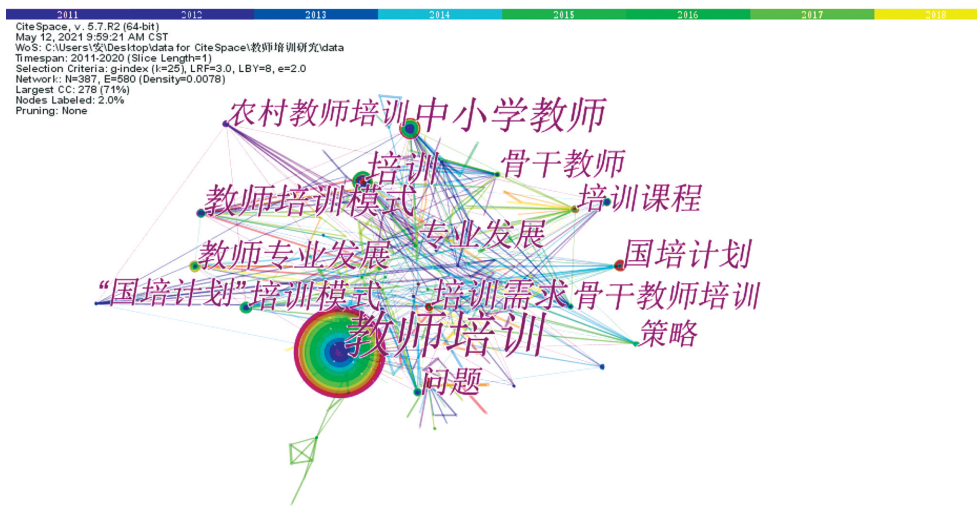 2011 2012 2013 2014 2015 2016 2017 2018
CiteSpace, v. 5.7.R2 (64-bit)
May 12, 2021 9:59:21 AM CST
WoS: C:\Users\安\Desktop\data for CiteSpace\教师培训研究\data
Timespan: 2011-2020 (Slice Length=1)
Selection Criteria: g-index (k=25), LRF=3.0, LBY=8, e=2.0
Network: N=387, E=580 (Density=0.0078)
Largest CC: 278 (71%)
Nodes Labeled: 2.0%
Pruning: None
农村教师培训 中小学教师
培训 骨干教师
教师培训模式 培训课程
专业发展
教师专业发展 国培计划
“国培计划” 培训模式 培训需求 骨干教师培训
教师培训 策略
问题